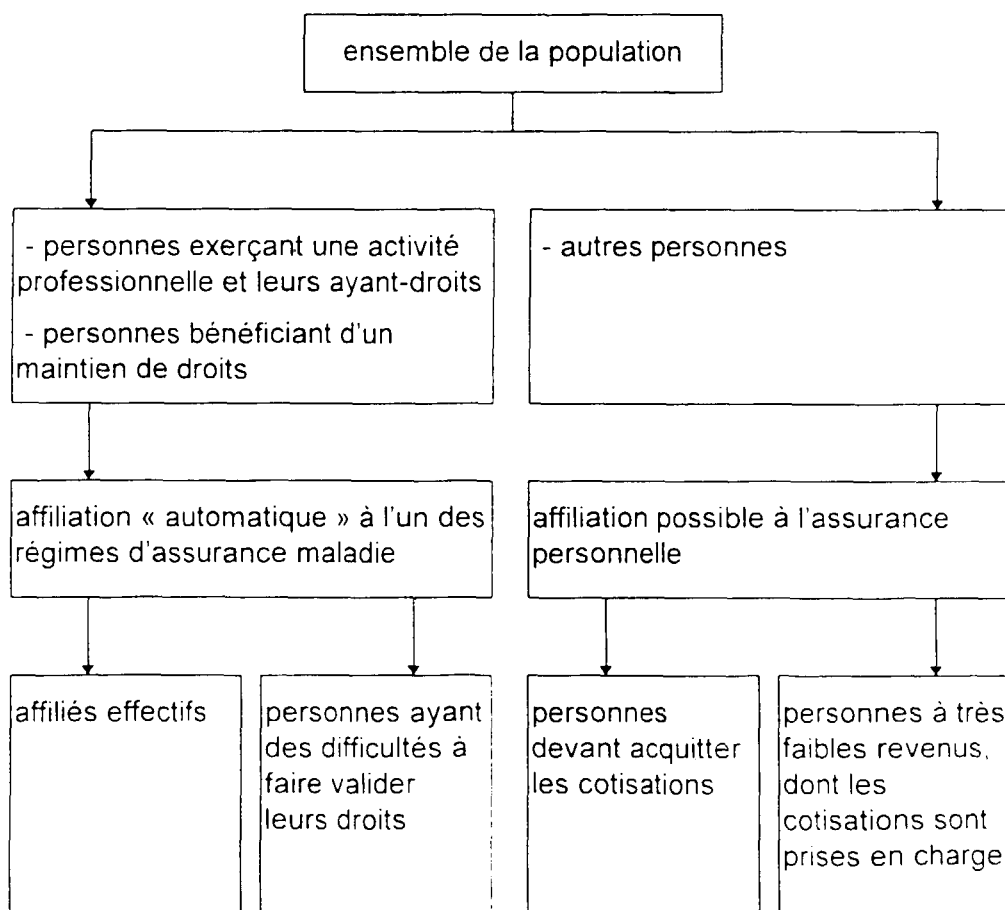 ensemble de la population
- personnes exerçant une activité
professionnelle et leurs ayant-droits
- personnes bénéficiant d'un
maintien de droits
- autres personnes
affiliation « automatique » à l'un des
régimes d'assurance maladie
affiliation possible à l'assurance
personnelle
affiliés effectifs
personnes ayant
des difficultés à
faire valider
leurs droits
personnes
devant acquitter
les cotisations
personnes à très
faibles revenus,
dont les
cotisations sont
prises en charge